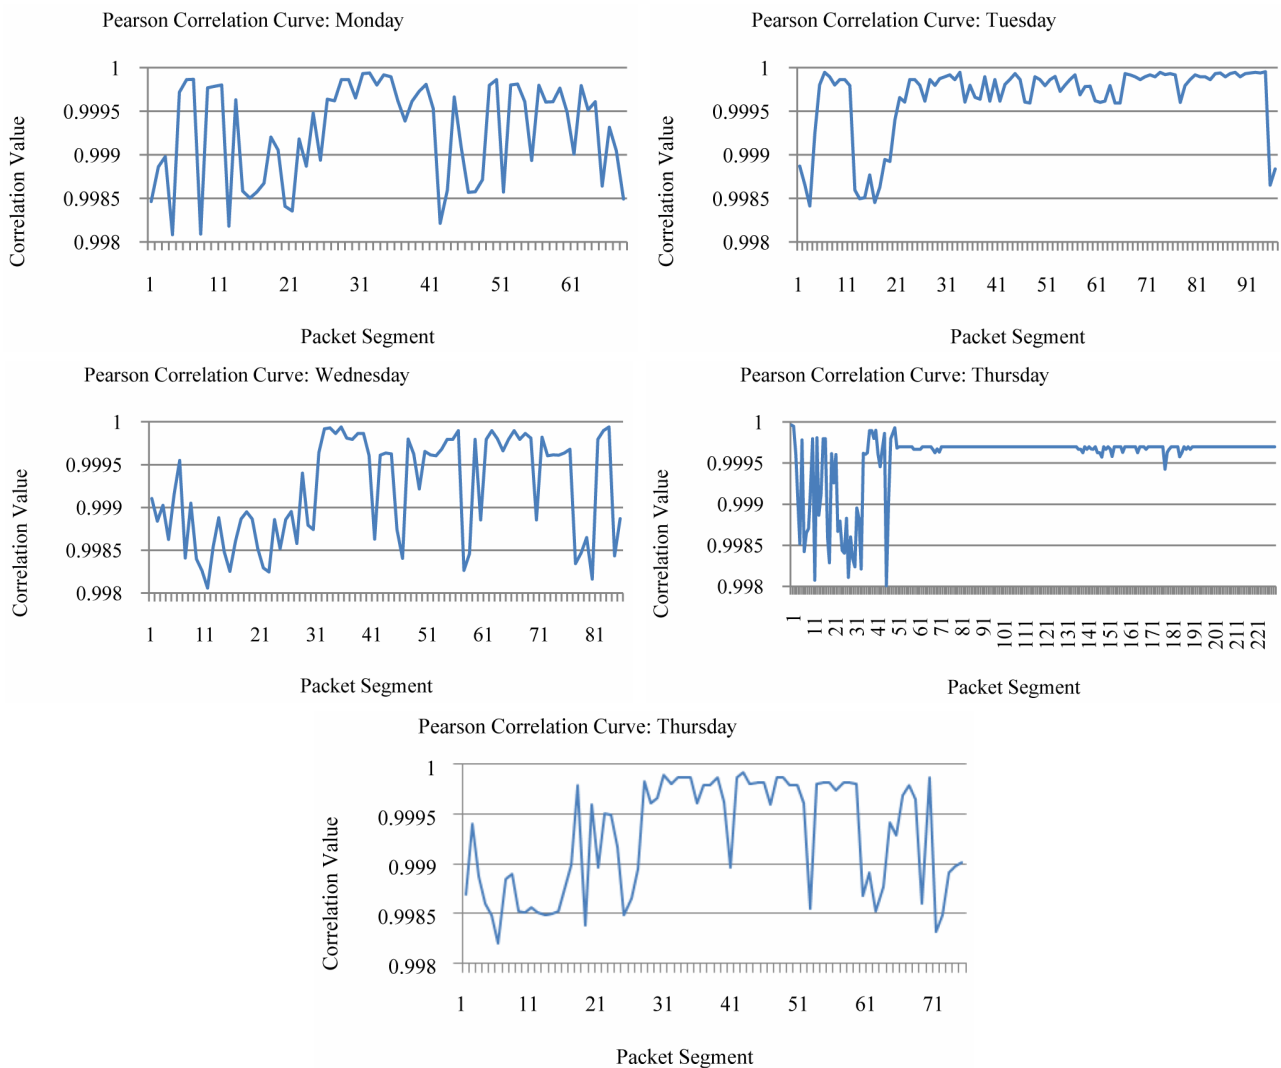 Pearson Correlation Curve: Monday
Correlation Value
1
0.9995
0.999
0.9985
0.998
1 11 21 31 41 51 61
Packet Segment
Pearson Correlation Curve: Tuesday
Correlation Value
1
0.9995
0.999
0.9985
0.998
1 11 21 31 41 51 61 71 81 91
Packet Segment
Pearson Correlation Curve: Wednesday
Correlation Value
1
0.9995
0.999
0.9985
0.998
1 11 21 31 41 51 61 71 81
Packet Segment
Pearson Correlation Curve: Thursday
Correlation Value
1
0.9995
0.999
0.9985
0.998
1 11 21 31 41 51 61 71 81 91 101 111 121 131 141 151 161 171 181 191 201 211 221
Packet Segment
Pearson Correlation Curve: Thursday
Correlation Value
1
0.9995
0.999
0.9985
0.998
1 11 21 31 41 51 61 71
Packet Segment